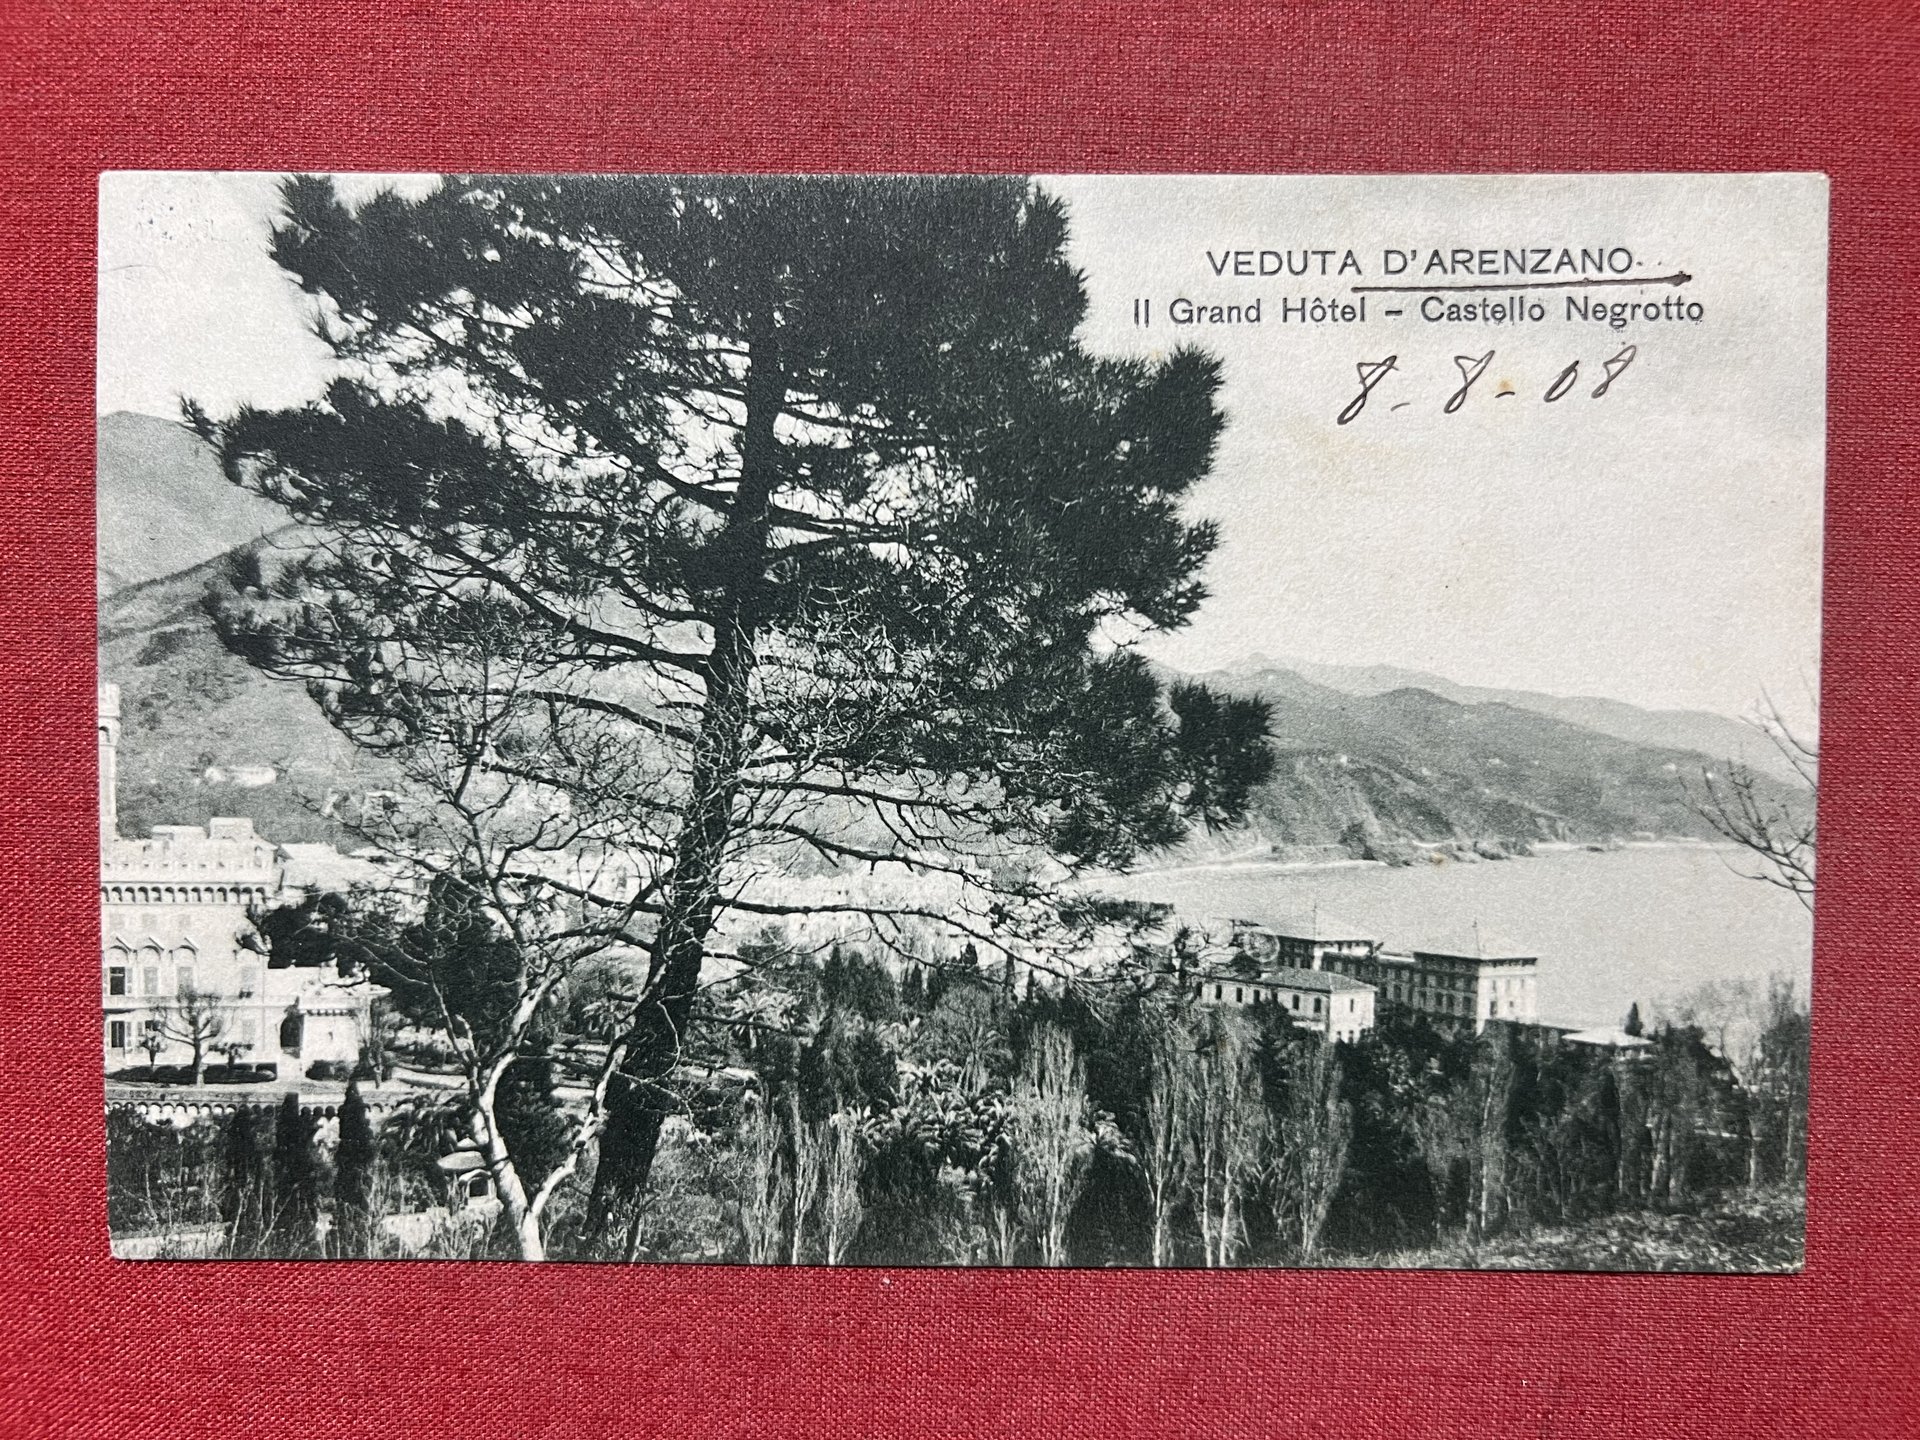 VEDUTA D'ARENZANO
Il Grand Hôtel - Castello Negrotto
8-8-08